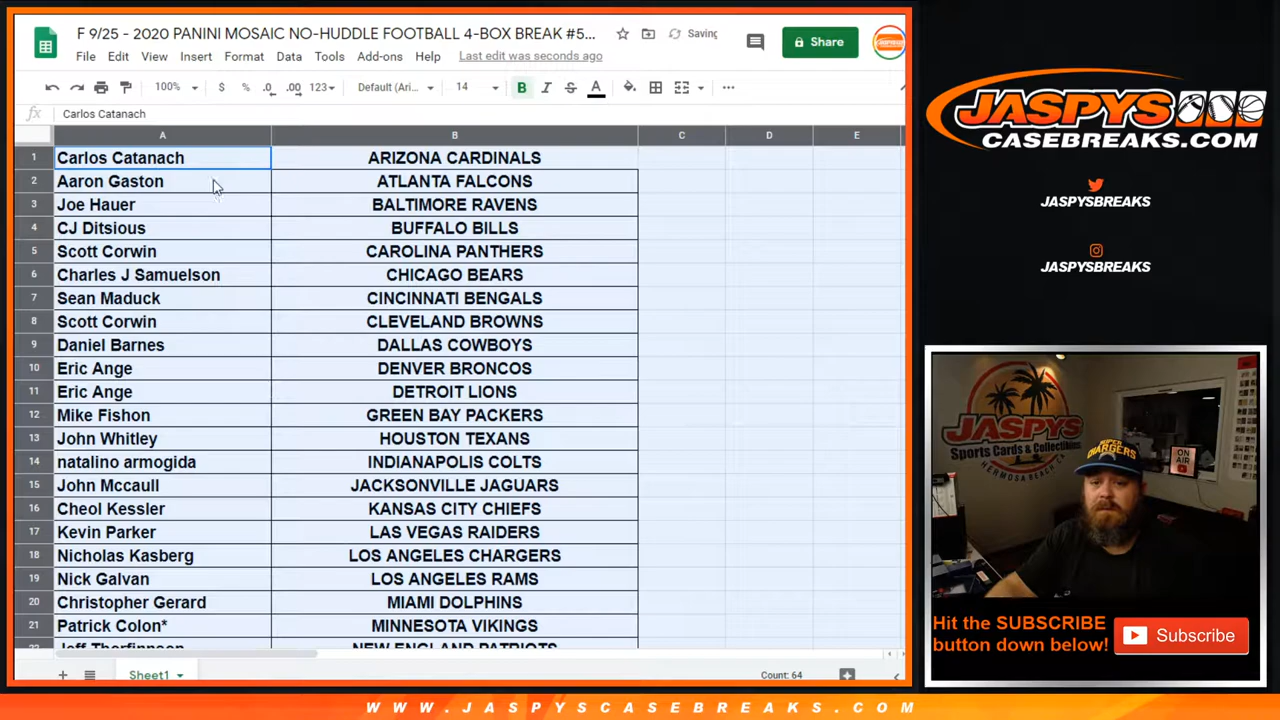 F 9/25 - 2020 PANINI MOSAIC NO-HUDDLE FOOTBALL 4-BOX BREAK #5...
Saving
Share
File Edit View Insert Format Data Tools Add-ons Help Last edit was seconds ago
100% $ % .0 .00 123 Default (Ari... 14 B I S A
fx Carlos Catanach
A B C D E
1 Carlos Catanach ARIZONA CARDINALS
2 Aaron Gaston ATLANTA FALCONS
3 Joe Hauer BALTIMORE RAVENS
4 CJ Ditsious BUFFALO BILLS
5 Scott Corwin CAROLINA PANTHERS
6 Charles J Samuelson CHICAGO BEARS
7 Sean Maduck CINCINNATI BENGALS
8 Scott Corwin CLEVELAND BROWNS
9 Daniel Barnes DALLAS COWBOYS
10 Eric Ange DENVER BRONCOS
11 Eric Ange DETROIT LIONS
12 Mike Fishon GREEN BAY PACKERS
13 John Whitley HOUSTON TEXANS
14 natalino armogida INDIANAPOLIS COLTS
15 John Mccaull JACKSONVILLE JAGUARS
16 Cheol Kessler KANSAS CITY CHIEFS
17 Kevin Parker LAS VEGAS RAIDERS
18 Nicholas Kasberg LOS ANGELES CHARGERS
19 Nick Galvan LOS ANGELES RAMS
20 Christopher Gerard MIAMI DOLPHINS
21 Patrick Colon* MINNESOTA VIKINGS
22 Jeff Thorfinnson NEW ENGLAND PATRIOTS
Sheet1
Count: 64
JASPYS
CASEBREAKS.COM
JASPYSBREAKS
JASPYSBREAKS
JASPYS
Sports Cards & Collectibles
HERMOSA BEACH, CA
SUPER
CHARGERS
ON
AIR
Hit the SUBSCRIBE
button down below!
Subscribe
WWW.JASPYSCASEBREAKS.COM